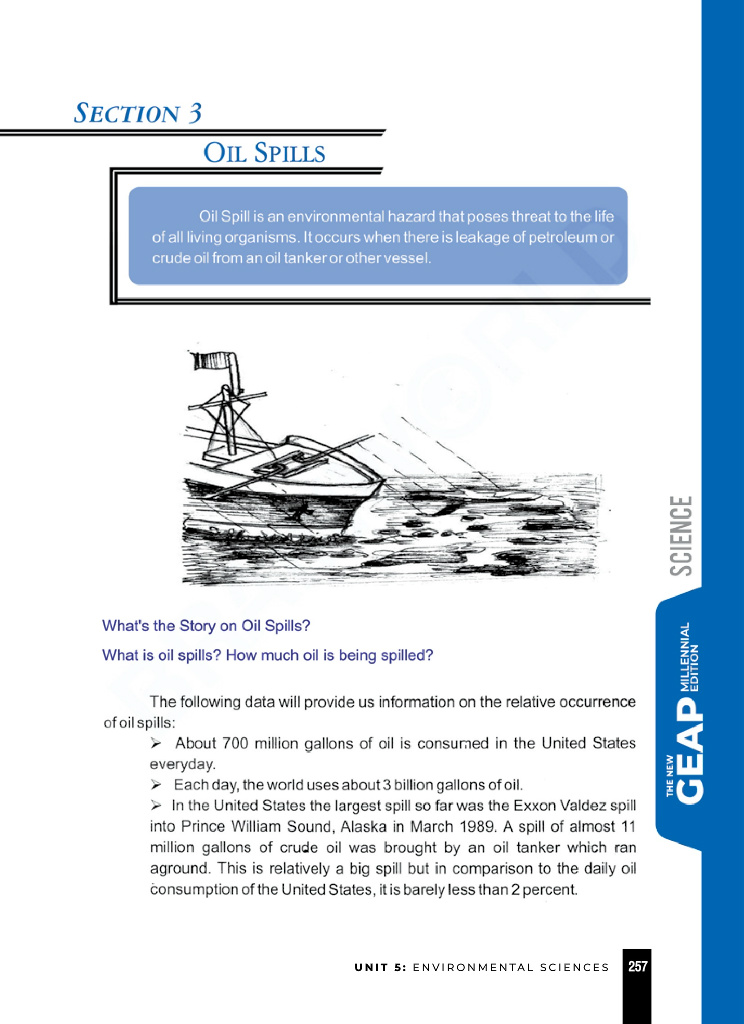 SECTION 3
OIL SPILLS
Oil Spill is an environmental hazard that poses threat to the life
of all living organisms. It occurs when there is leakage of petroleum or
crude oil from an oil tanker or other vessel.
What's the Story on Oil Spills?
What is oil spills? How much oil is being spilled?
The following data will provide us information on the relative occurrence
of oil spills:
➢ About 700 million gallons of oil is consumed in the United States
everyday.
➢ Each day, the world uses about 3 billion gallons of oil.
➢ In the United States the largest spill so far was the Exxon Valdez spill
into Prince William Sound, Alaska in March 1989. A spill of almost 11
million gallons of crude oil was brought by an oil tanker which ran
aground. This is relatively a big spill but in comparison to the daily oil
consumption of the United States, it is barely less than 2 percent.
SCIENCE
THE NEW
GEAP
MILLENNIAL
EDITION
UNIT 5: ENVIRONMENTAL SCIENCES
257